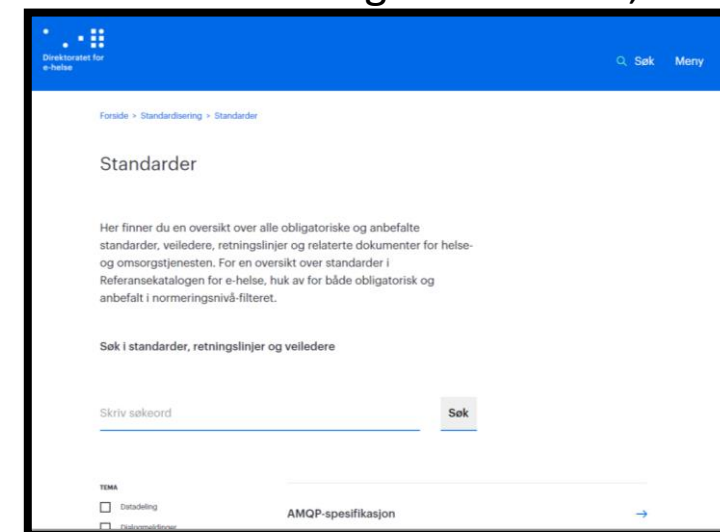 Direktoratet for
e-helse
Søk Meny
Forside > Standardisering > Standarder
Standarder
Her finner du en oversikt over alle obligatoriske og anbefalte
standarder, veiledere, retningslinjer og relaterte dokumenter for helse-
og omsorgstjenesten. For en oversikt over standarder i
Referansekatalogen for e-helse, huk av for både obligatorisk og
anbefalt i normeringsnivå-filteret.
Søk i standarder, retningslinjer og veiledere
Skriv søkeord Søk
TEMA
Datadeling
AMQP-spesifikasjon →
Dialogmeldinger